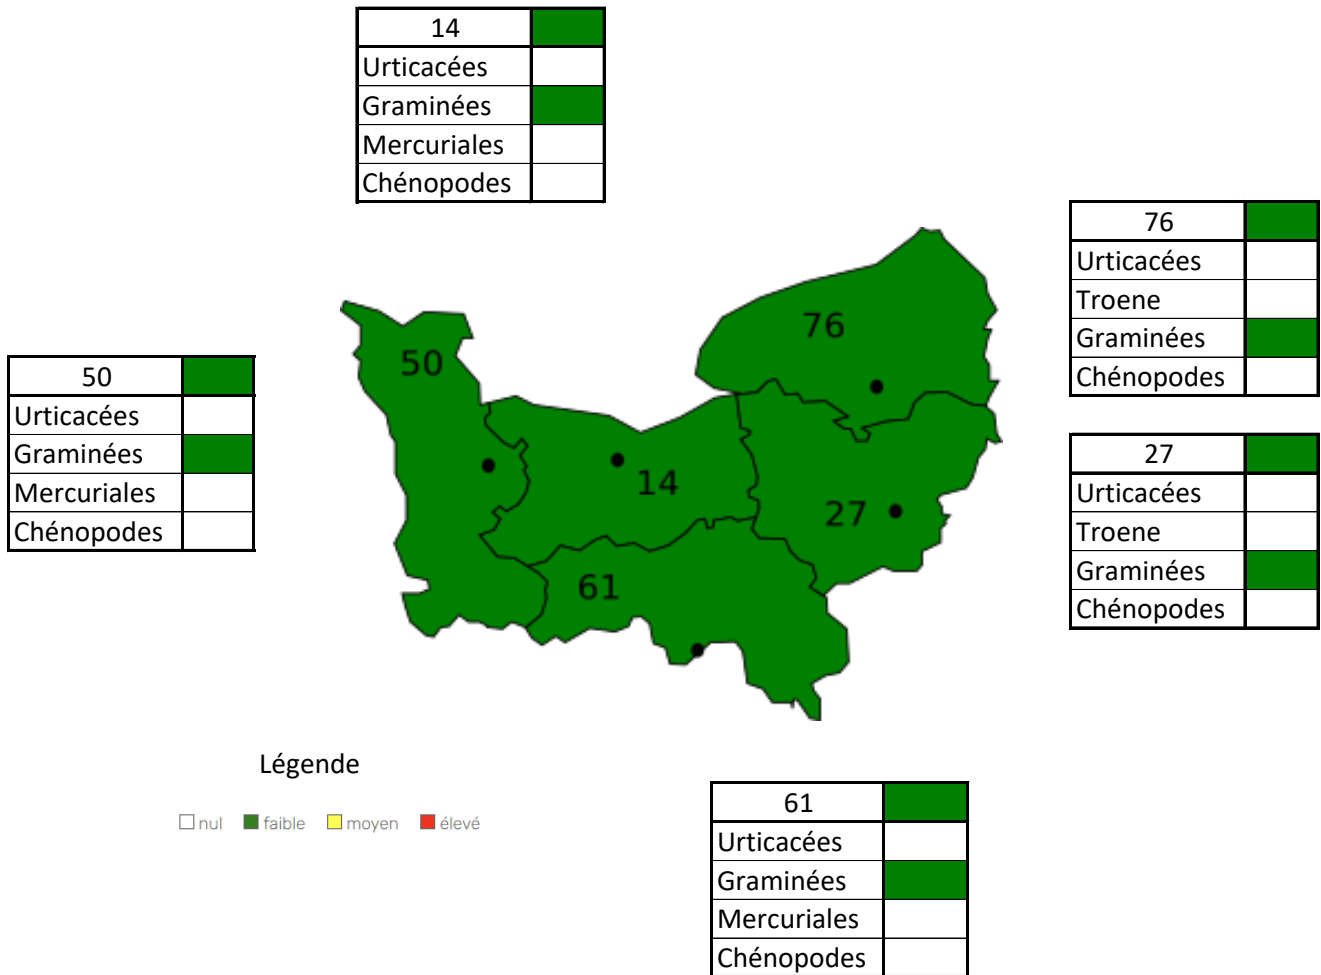 14
Urticacées
Graminées
Mercuriales
Chénopodes
76
Urticacées
Troene
Graminées
Chénopodes
50
Urticacées
Graminées
Mercuriales
Chénopodes
27
Urticacées
Troene
Graminées
Chénopodes
76
50
14
27
61
Légende
nul faible moyen élevé
61
Urticacées
Graminées
Mercuriales
Chénopodes